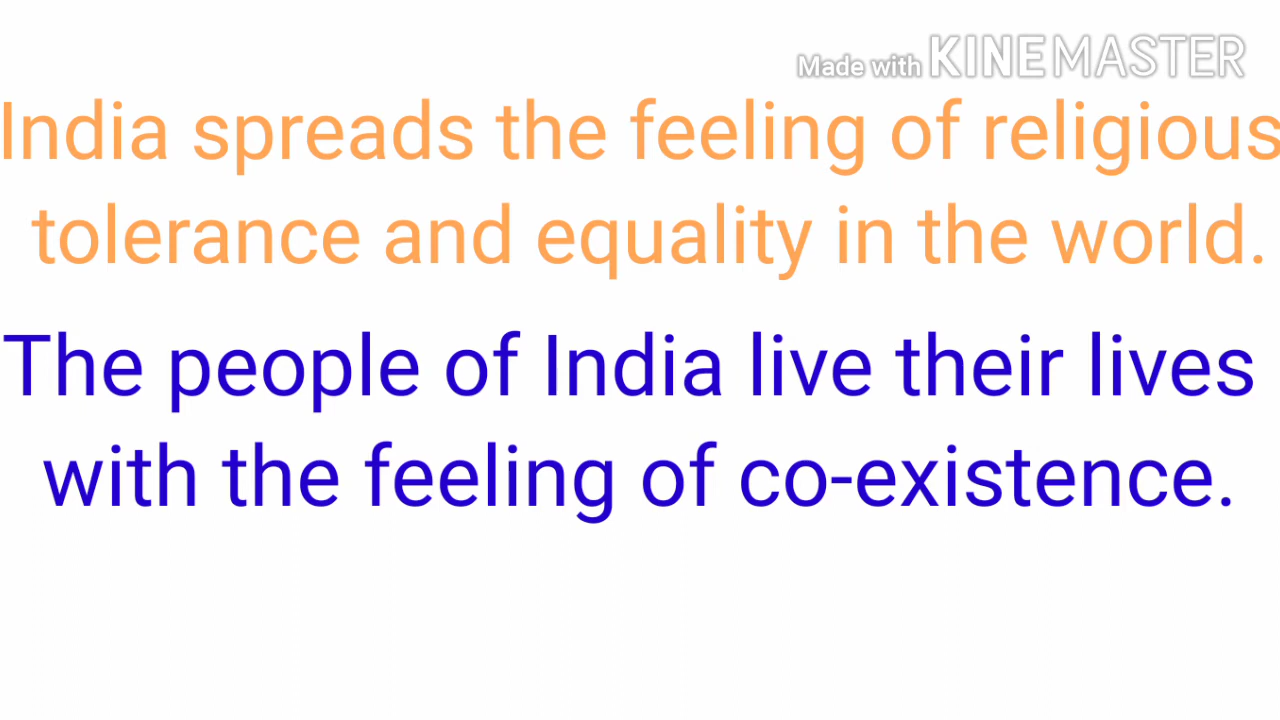 Made with KINEMASTER
India spreads the feeling of religious
tolerance and equality in the world.
The people of India live their lives
with the feeling of co-existence.